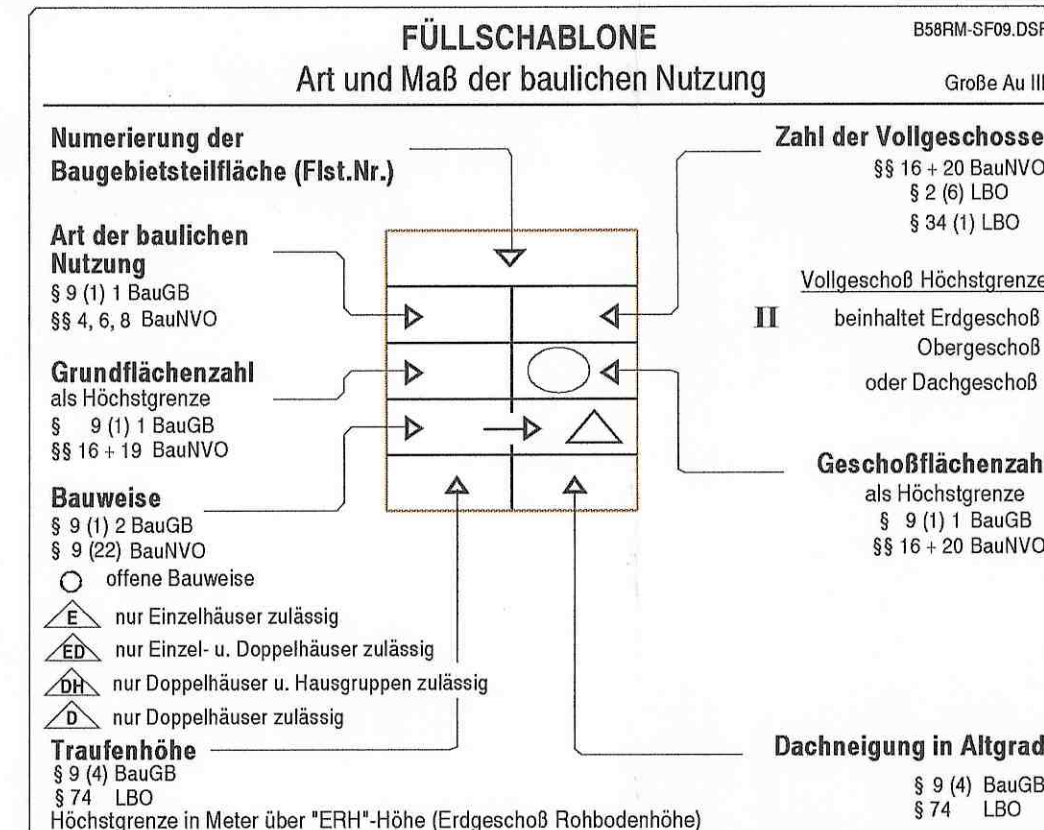 FÜLLSCHABLONE
B58RM-SF09.DSF
Art und Maß der baulichen Nutzung
Große Au III
Numerierung der
Baugebietsteilfläche (Flst.Nr.)
Art der baulichen
Nutzung
§ 9 (1) 1 BauGB
§§ 4, 6, 8 BauNVO
Grundflächenzahl
als Höchstgrenze
§ 9 (1) 1 BauGB
§§ 16 + 19 BauNVO
Bauweise
§ 9 (1) 2 BauGB
§ 9 (22) BauNVO
offene Bauweise
E nur Einzelhäuser zulässig
ED nur Einzel- u. Doppelhäuser zulässig
DH nur Doppelhäuser u. Hausgruppen zulässig
D nur Doppelhäuser zulässig
Traufenhöhe
§ 9 (4) BauGB
§ 74 LBO
Höchstgrenze in Meter über "ERH"-Höhe (Erdgeschoß Rohbodenhöhe)
Zahl der Vollgeschosse
§§ 16 + 20 BauNVO
§ 2 (6) LBO
§ 34 (1) LBO
Vollgeschoß Höchstgrenze
II beinhaltet Erdgeschoß
Obergeschoß
oder Dachgeschoß
Geschoßflächenzahl
als Höchstgrenze
§ 9 (1) 1 BauGB
§§ 16 + 20 BauNVO
Dachneigung in Altgrad
§ 9 (4) BauGB
§ 74 LBO